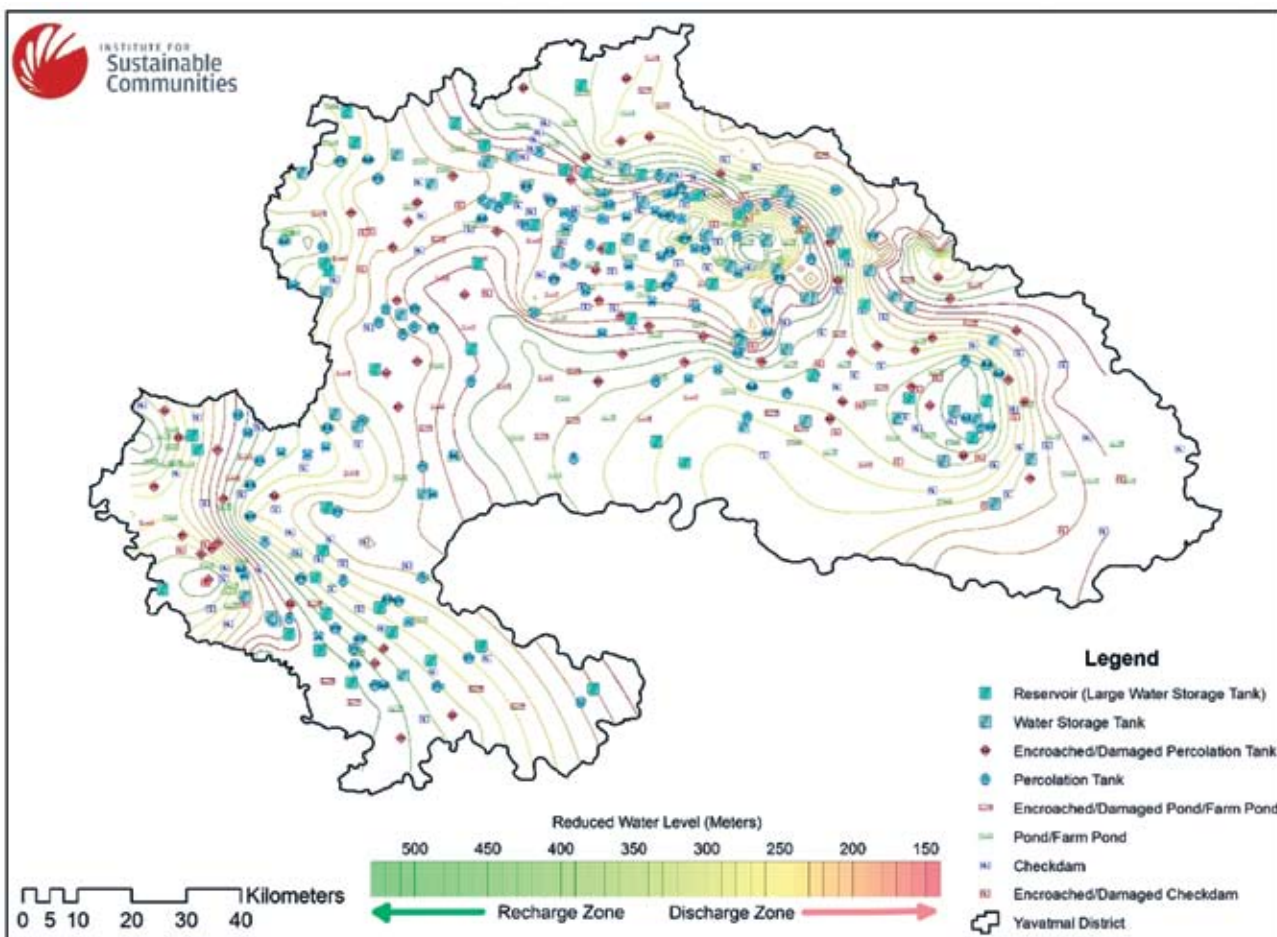 INSTITUTE FOR
Sustainable
Communities
Legend
Reservoir (Large Water Storage Tank)
Water Storage Tank
Encroached/Damaged Percolation Tank
Percolation Tank
Encroached/Damaged Pond/Farm Pond
Pond/Farm Pond
Checkdam
Encroached/Damaged Checkdam
Yavatmal District
Reduced Water Level (Meters)
500 450 400 350 300 250 200 150
Recharge Zone Discharge Zone
Kilometers
0 5 10 20 30 40